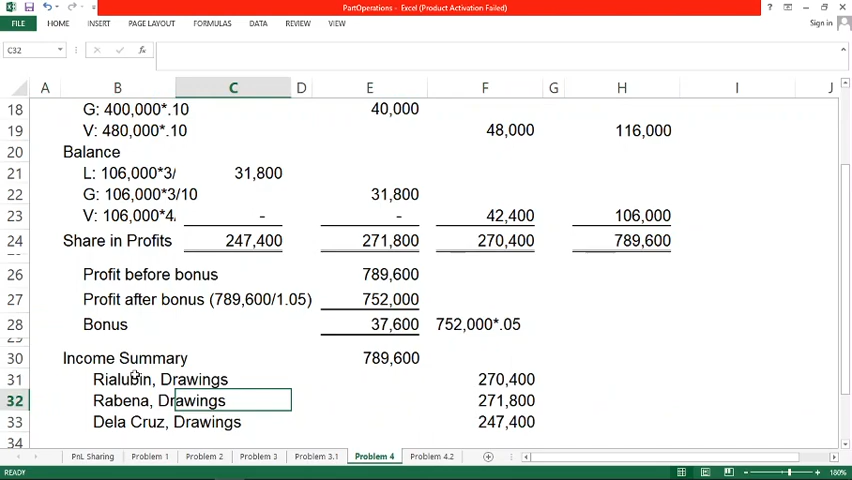 PartOperations - Excel (Product Activation Failed)
FILE HOME INSERT PAGE LAYOUT FORMULAS DATA REVIEW VIEW Sign in
C32 fx
A B C D E F G H I J
18 G: 400,000*.10 40,000
19 V: 480,000*.10 48,000 116,000
20 Balance
21 L: 106,000*3/ 31,800
22 G: 106,000*3/10 31,800
23 V: 106,000*4, - - 42,400 106,000
24 Share in Profits 247,400 271,800 270,400 789,600
26 Profit before bonus 789,600
27 Profit after bonus (789,600/1.05) 752,000
28 Bonus 37,600 752,000*.05
29
30 Income Summary 789,600
31 Rialubin, Drawings 270,400
32 Rabena, Drawings 271,800
33 Dela Cruz, Drawings 247,400
34
PnL Sharing Problem 1 Problem 2 Problem 3 Problem 3.1 Problem 4 Problem 4.2
READY 180%